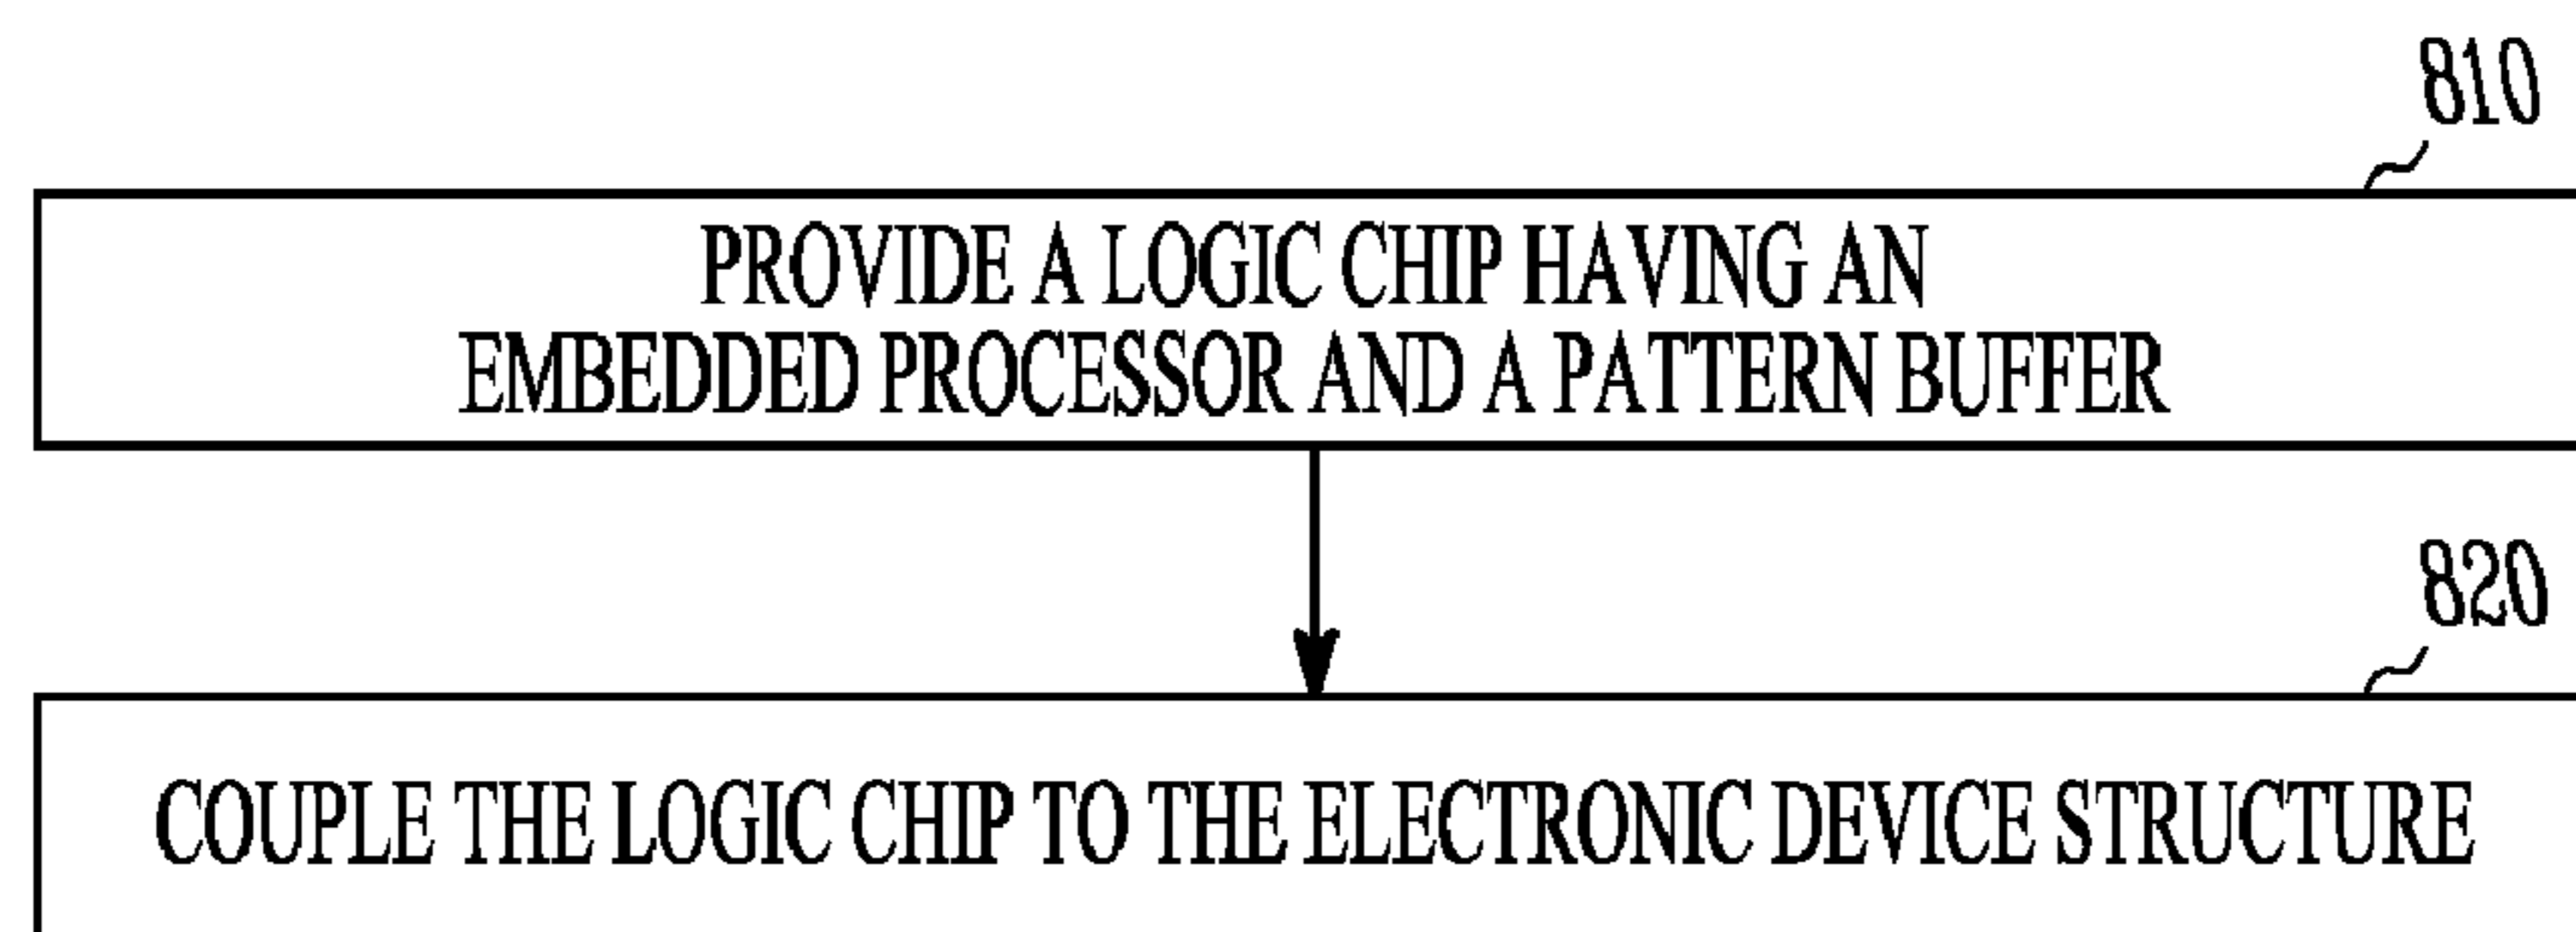 810
PROVIDE A LOGIC CHIP HAVING AN
EMBEDDED PROCESSOR AND A PATTERN BUFFER
820
COUPLE THE LOGIC CHIP TO THE ELECTRONIC DEVICE STRUCTURE